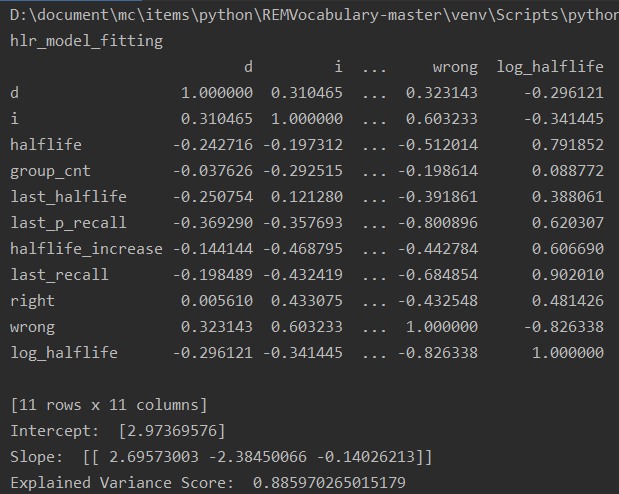 D:\document\mc\items\python\REMVocabulary-master\venv\Scripts\python
hlr_model_fitting
d i ... wrong log_halflife
d 1.000000 0.310465 ... 0.323143 -0.296121
i 0.310465 1.000000 ... 0.603233 -0.341445
halflife -0.242716 -0.197312 ... -0.512014 0.791852
group_cnt -0.037626 -0.292515 ... -0.198614 0.088772
last_halflife -0.250754 0.121280 ... -0.391861 0.388061
last_p_recall -0.369290 -0.357693 ... -0.800896 0.620307
halflife_increase -0.144144 -0.468795 ... -0.442784 0.606690
last_recall -0.198489 -0.432419 ... -0.684854 0.902010
right 0.005610 0.433075 ... -0.432548 0.481426
wrong 0.323143 0.603233 ... 1.000000 -0.826338
log_halflife -0.296121 -0.341445 ... -0.826338 1.000000
[11 rows x 11 columns]
Intercept:  [2.97369576]
Slope:  [[ 2.69573003 -2.38450066 -0.14026213]]
Explained Variance Score:  0.885970265015179